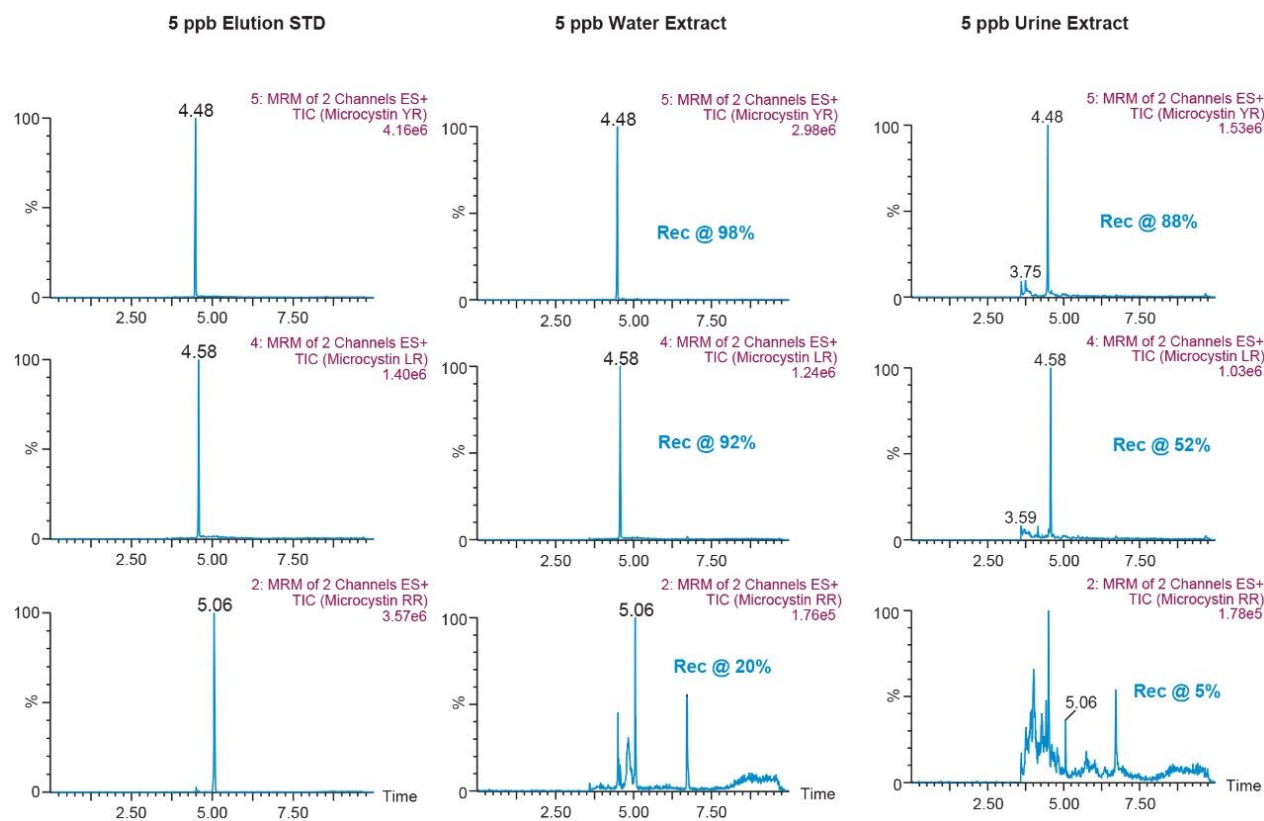 5 ppb Elution STD
5 ppb Water Extract
5 ppb Urine Extract
5: MRM of 2 Channels ES+
TIC (Microcystin YR)
4.16e6
4.48
100
%
0
2.50 5.00 7.50
5: MRM of 2 Channels ES+
TIC (Microcystin YR)
2.98e6
4.48
100
%
Rec @ 98%
0
2.50 5.00 7.50
5: MRM of 2 Channels ES+
TIC (Microcystin YR)
1.53e6
4.48
100
%
Rec @ 88%
3.75
0
2.50 5.00 7.50
4: MRM of 2 Channels ES+
TIC (Microcystin LR)
1.40e6
4.58
100
%
0
2.50 5.00 7.50
4: MRM of 2 Channels ES+
TIC (Microcystin LR)
1.24e6
4.58
100
%
Rec @ 92%
0
2.50 5.00 7.50
4: MRM of 2 Channels ES+
TIC (Microcystin LR)
1.03e6
4.58
100
%
Rec @ 52%
3.59
0
2.50 5.00 7.50
2: MRM of 2 Channels ES+
TIC (Microcystin RR)
3.57e6
5.06
100
%
0
Time
2.50 5.00 7.50
2: MRM of 2 Channels ES+
TIC (Microcystin RR)
1.76e5
5.06
100
%
Rec @ 20%
0
Time
2.50 5.00 7.50
2: MRM of 2 Channels ES+
TIC (Microcystin RR)
1.78e5
100
%
Rec @ 5%
5.06
0
Time
2.50 5.00 7.50